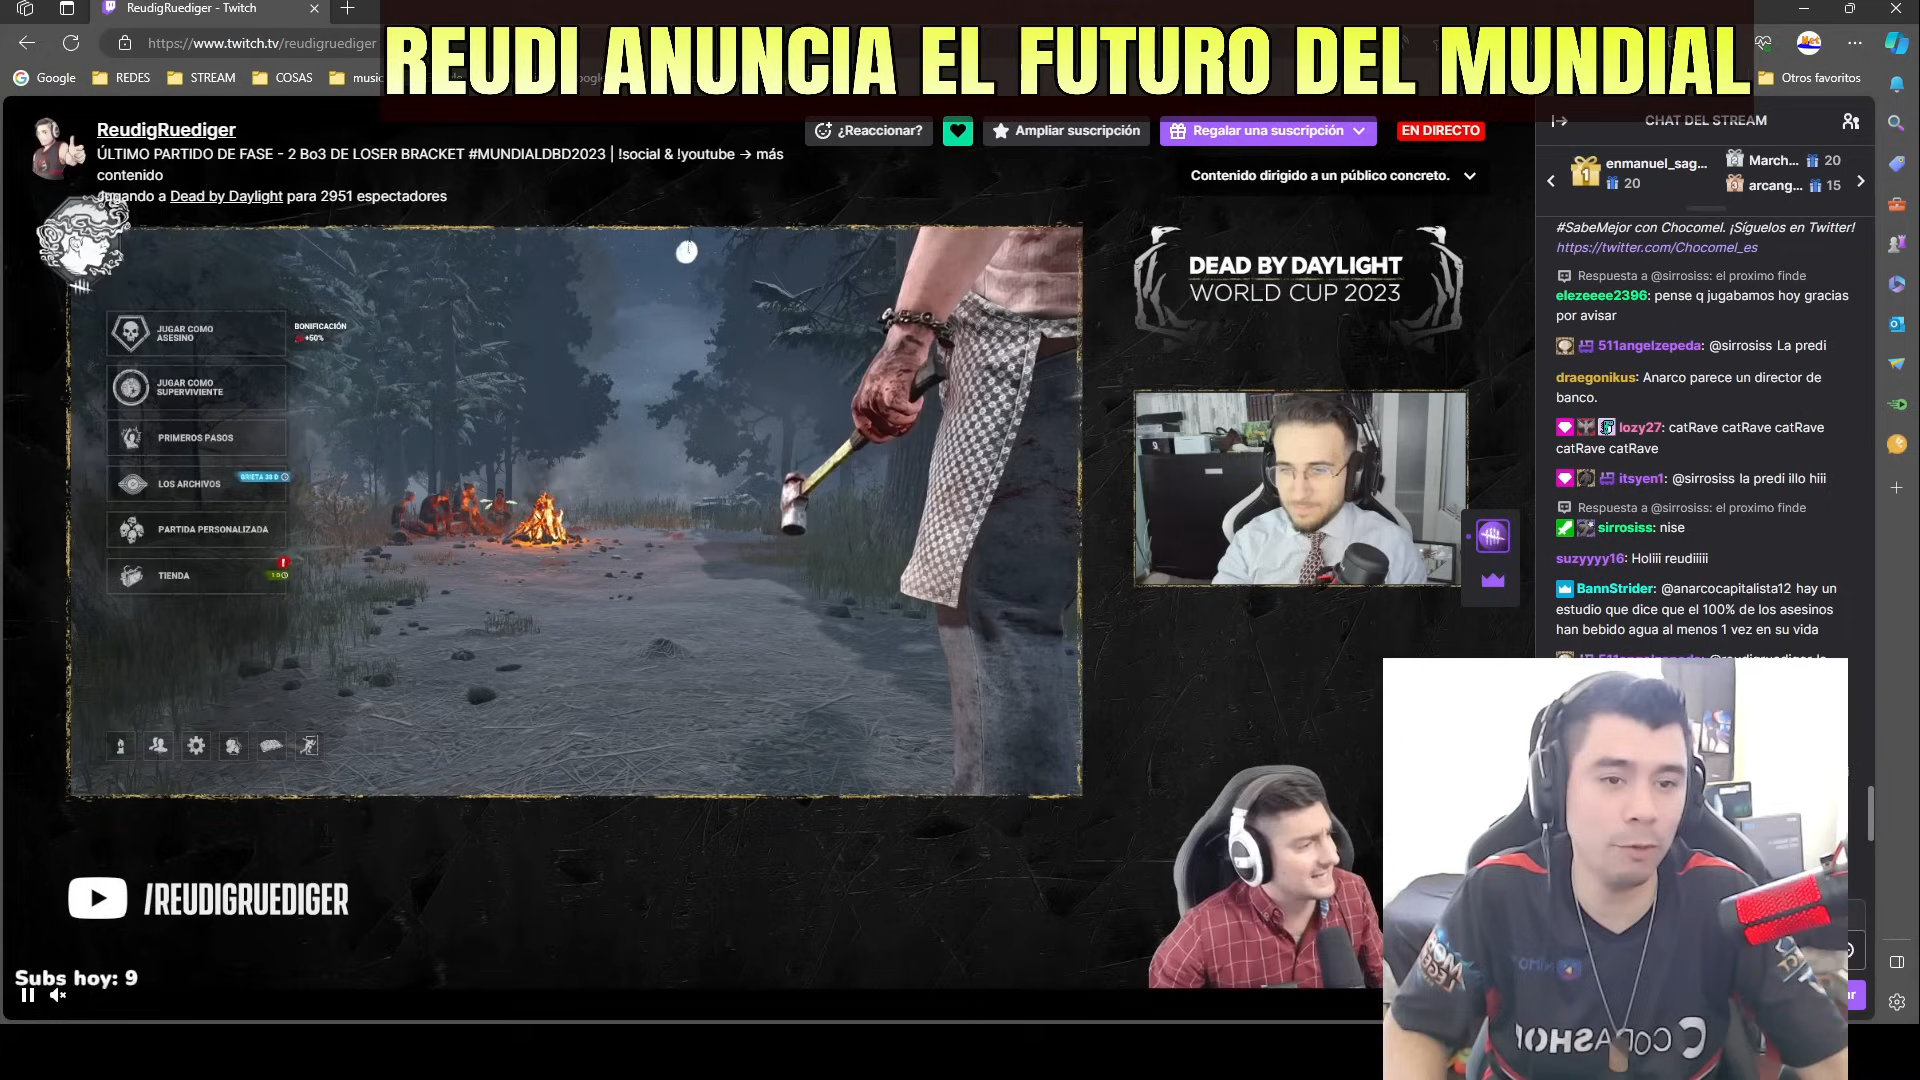 ReudigRuediger - Twitch
https://www.twitch.tv/reudigruediger
REUDI ANUNCIA EL FUTURO DEL MUNDIAL
Google
REDES
STREAM
COSAS
Otros favoritos
ReudigRuediger
ÚLTIMO PARTIDO DE FASE - 2 Bo3 DE LOSER BRACKET #MUNDIALDBD2023 | !social & !youtube → más
contenido
Jugando a Dead by Daylight para 2951 espectadores
¿Reaccionar?
Ampliar suscripción
Regalar una suscripción
EN DIRECTO
Contenido dirigido a un público concreto.
JUGAR COMO
ASESINO
BONIFICACIÓN
+50%
JUGAR COMO
SUPERVIVIENTE
PRIMEROS PASOS
LOS ARCHIVOS
GRIETA 38 D
PARTIDA PERSONALIZADA
TIENDA
DEAD BY DAYLIGHT
WORLD CUP 2023
/REUDIGRUEDIGER
Subs hoy: 9
CHAT DEL STREAM
1
enmanuel_sag...
20
2
March...
20
3
arcang...
15
#SabeMejor con Chocomel. ¡Síguelos en Twitter!
https://twitter.com/Chocomel_es
Respuesta a @sirrosiss: el proximo finde
elezeeee2396: pense q jugabamos hoy gracias
por avisar
511angelzepeda: @sirrosiss La predi
draegonikus: Anarco parece un director de
banco.
lozy27: catRave catRave catRave
catRave catRave
itsyen1: @sirrosiss la predi illo hiii
Respuesta a @sirrosiss: el proximo finde
sirrosiss: nise
suzyyyy16: Holiii reudiiiii
BannStrider: @anarcocapitalista12 hay un
estudio que dice que el 100% de los asesinos
han bebido agua al menos 1 vez en su vida
CODASHOP